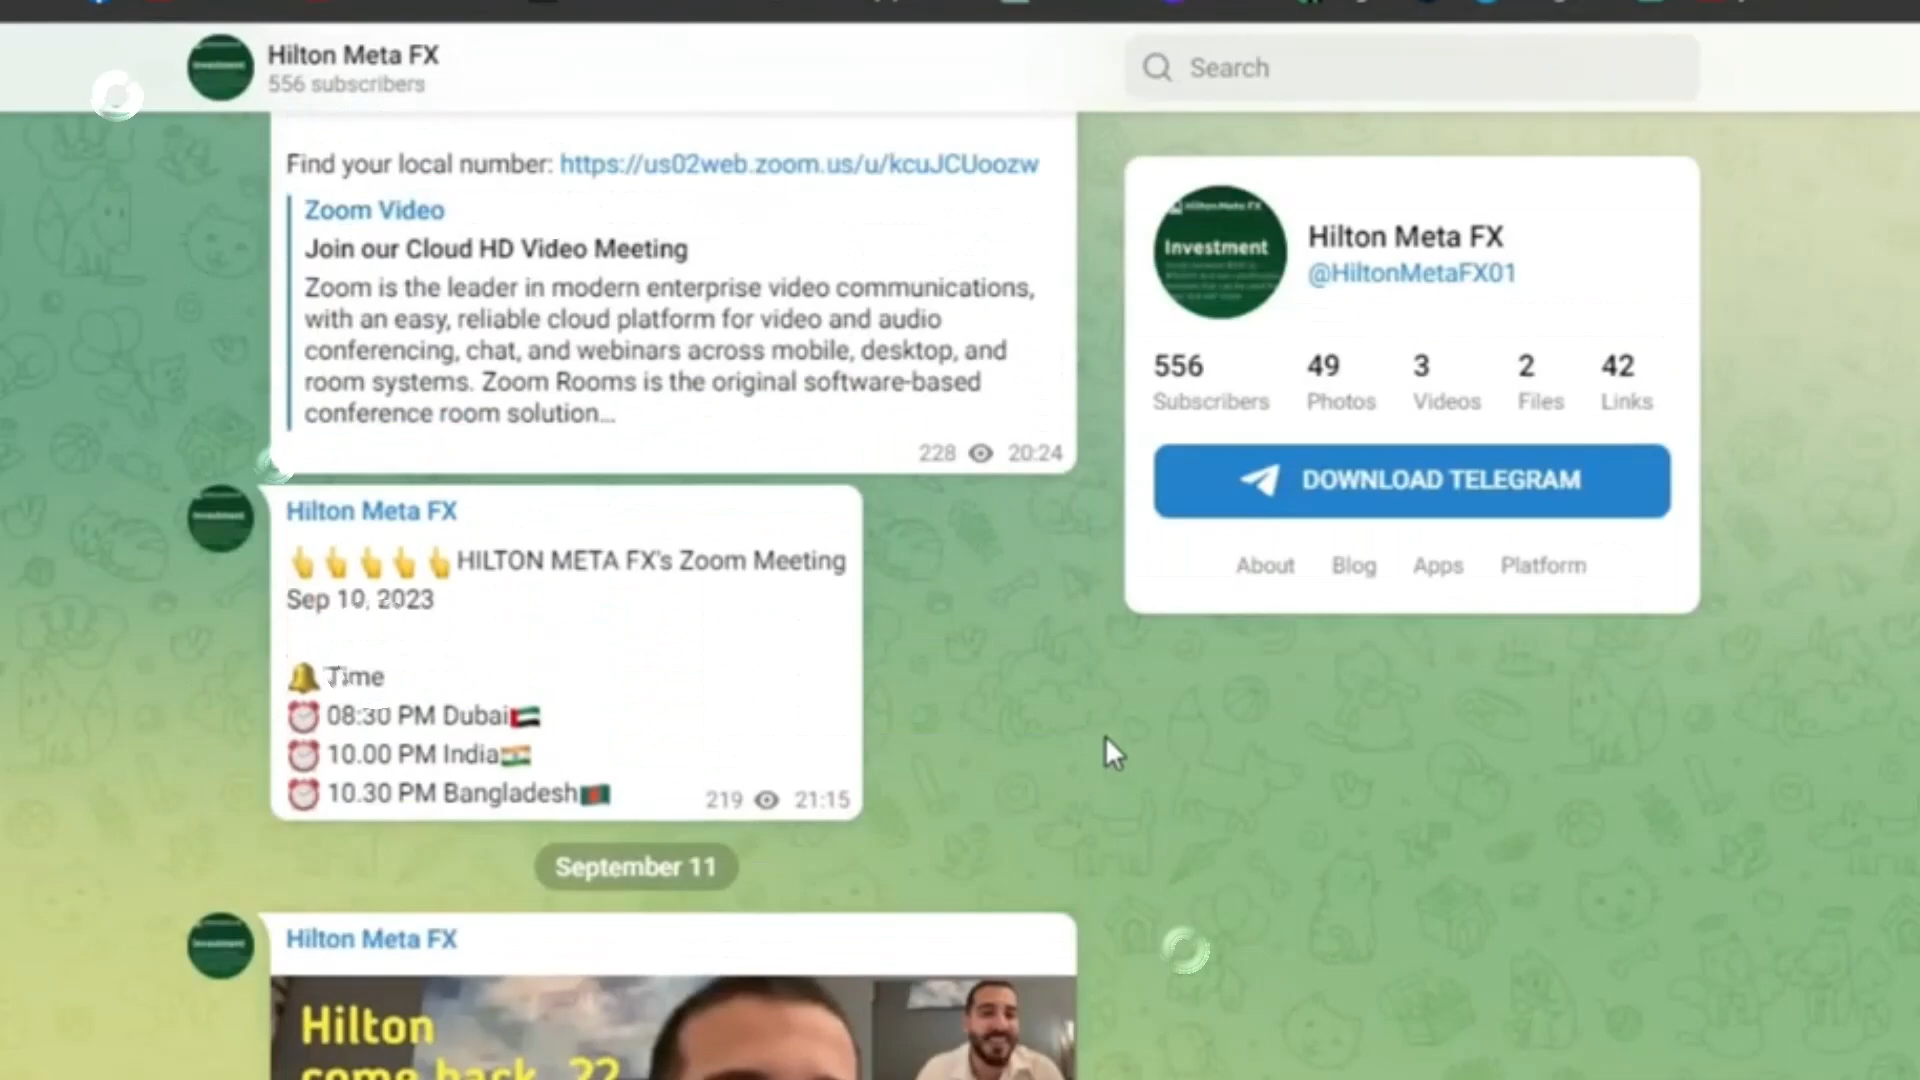 Hilton Meta FX
556 subscribers
Search
Find your local number: https://us02web.zoom.us/u/kcuJCUoozw
Zoom Video
Join our Cloud HD Video Meeting
Zoom is the leader in modern enterprise video communications,
with an easy, reliable cloud platform for video and audio
conferencing, chat, and webinars across mobile, desktop, and
room systems. Zoom Rooms is the original software-based
conference room solution...
228 20:24
Hilton Meta FX
HILTON META FX's Zoom Meeting
Sep 10, 2023
Time
08:30 PM Dubai
10.00 PM India
10.30 PM Bangladesh
219 21:15
September 11
Hilton Meta FX
Hilton
come back..??
Hilton Meta FX
Investment
Hilton Meta FX
@HiltonMetaFX01
556 49 3 2 42
Subscribers Photos Videos Files Links
DOWNLOAD TELEGRAM
About Blog Apps Platform